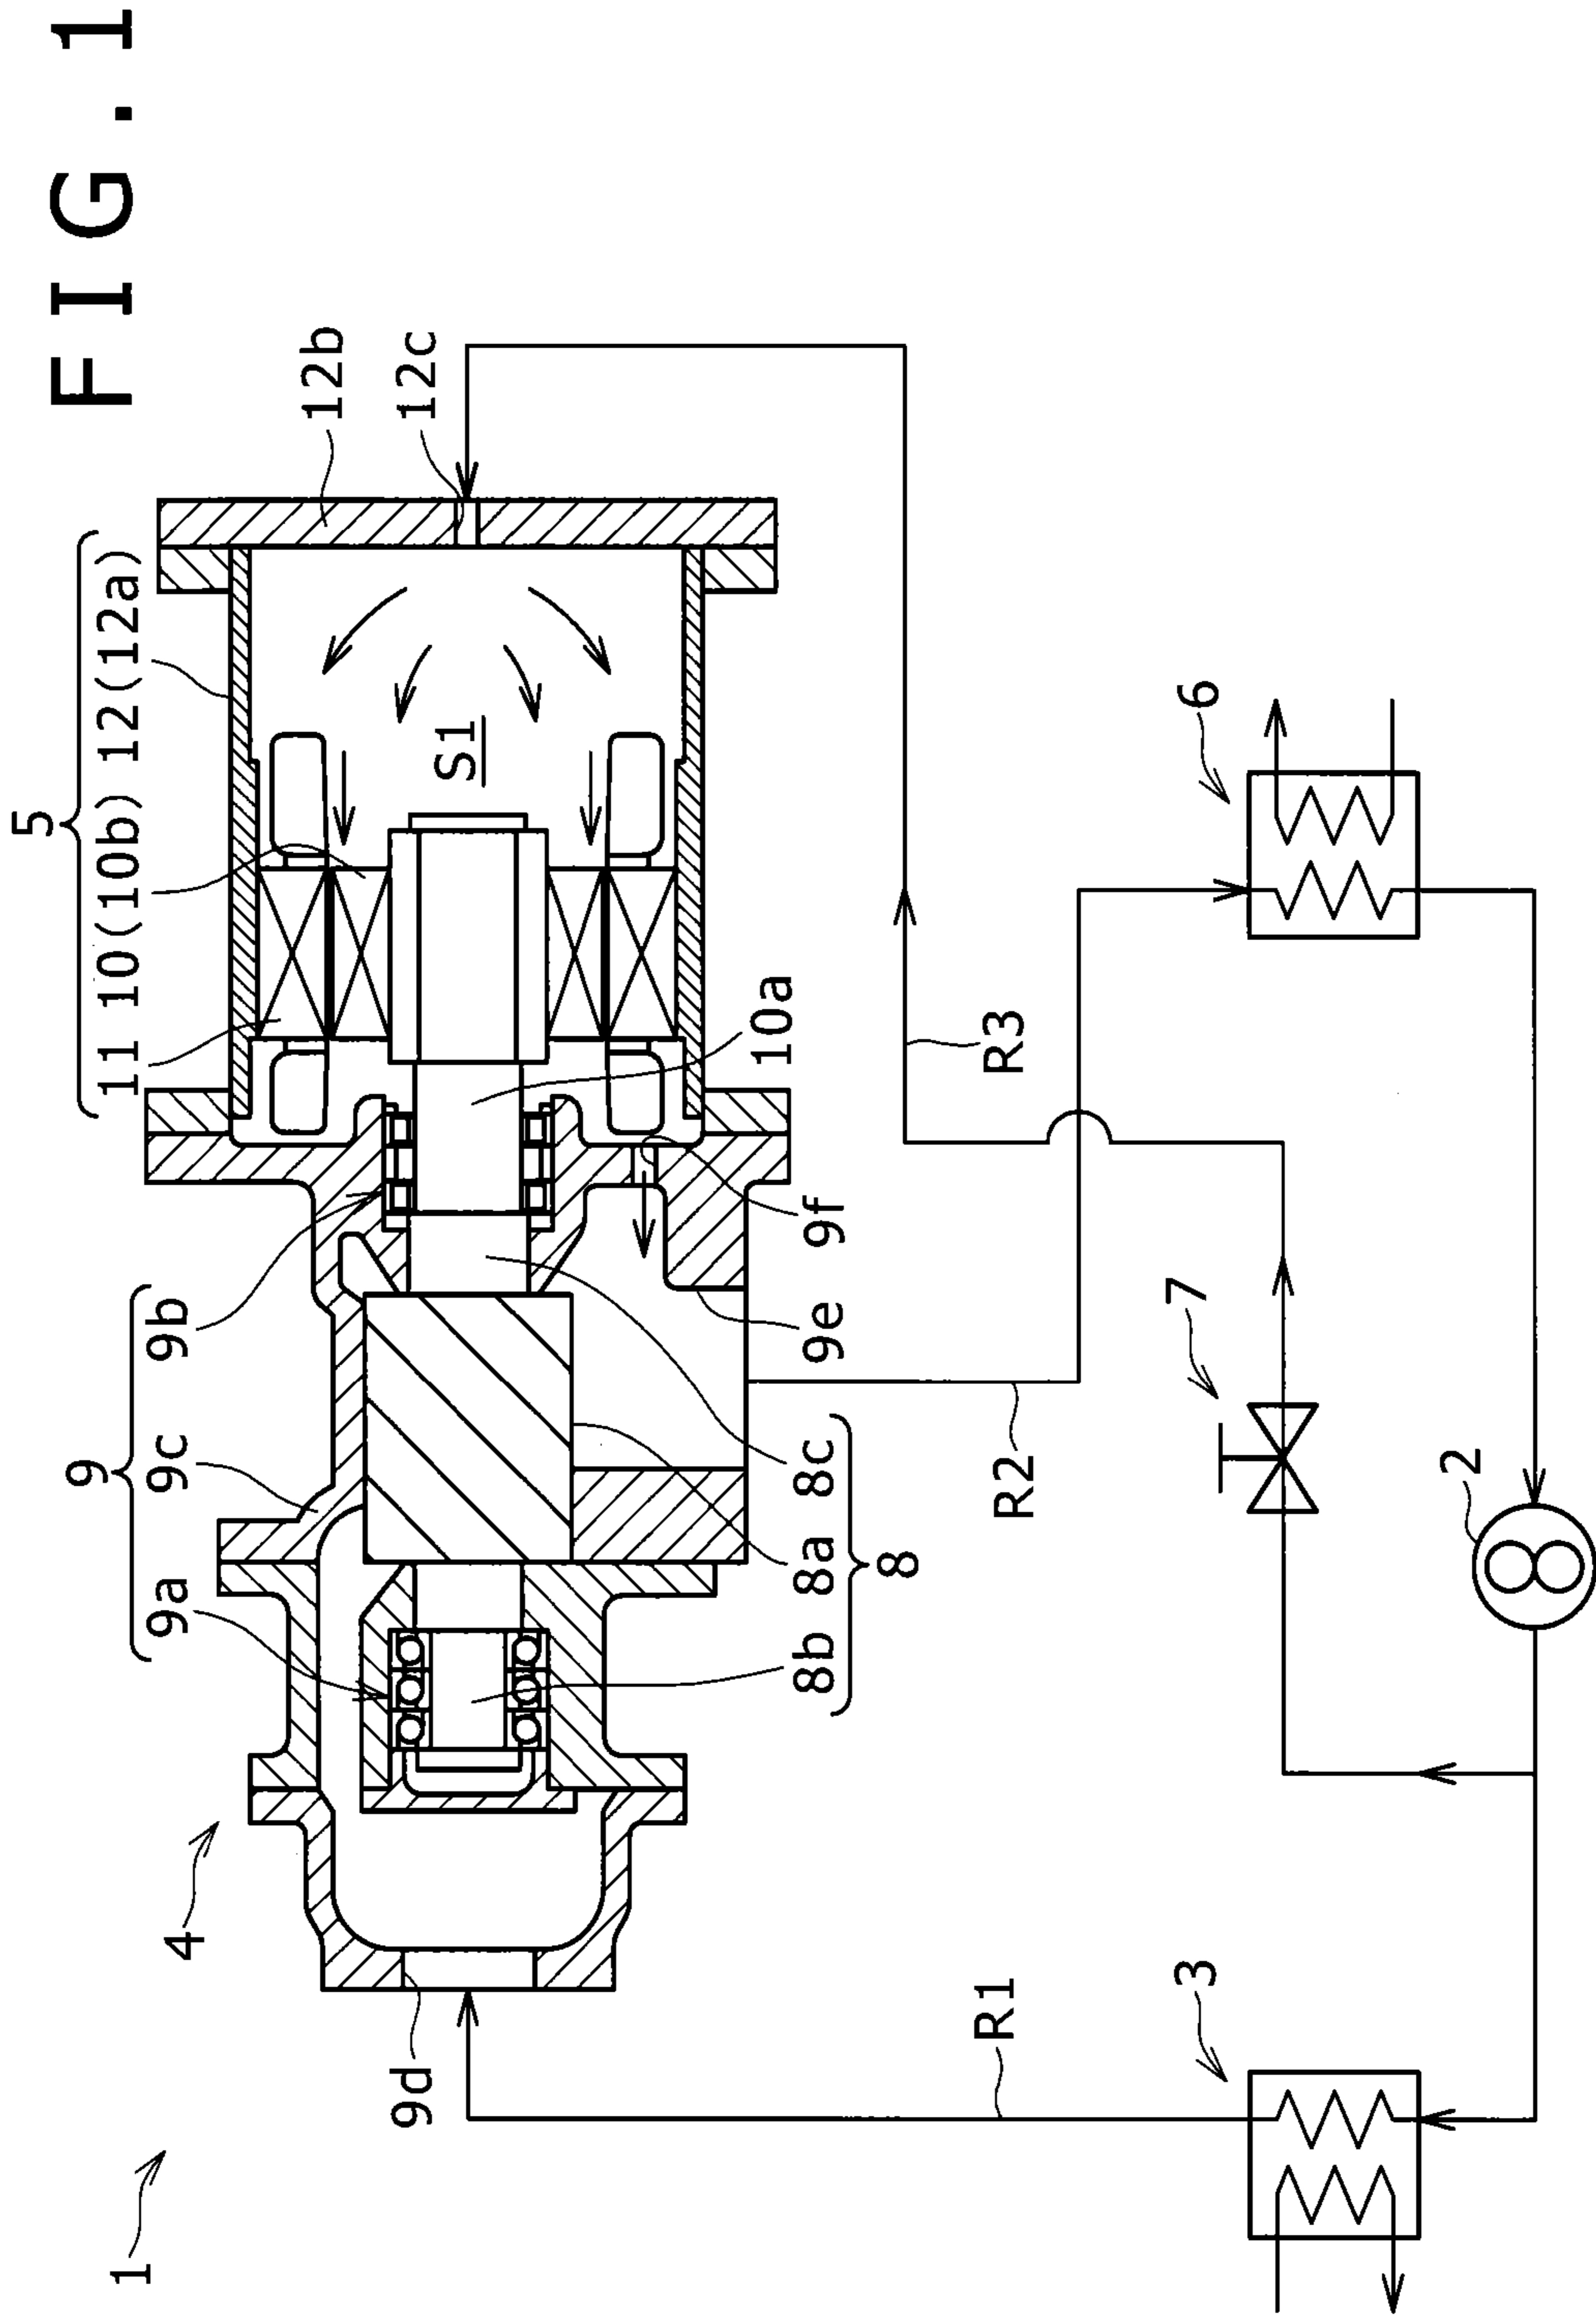 FIG. 1
5
11 10(10b) 12(12a)
12b
12c
9
9a 9c 9b
4
1
S1
9d
8b 8a 8c
8
9e
9f
10a
R1
R2
R3
3
7
6
2